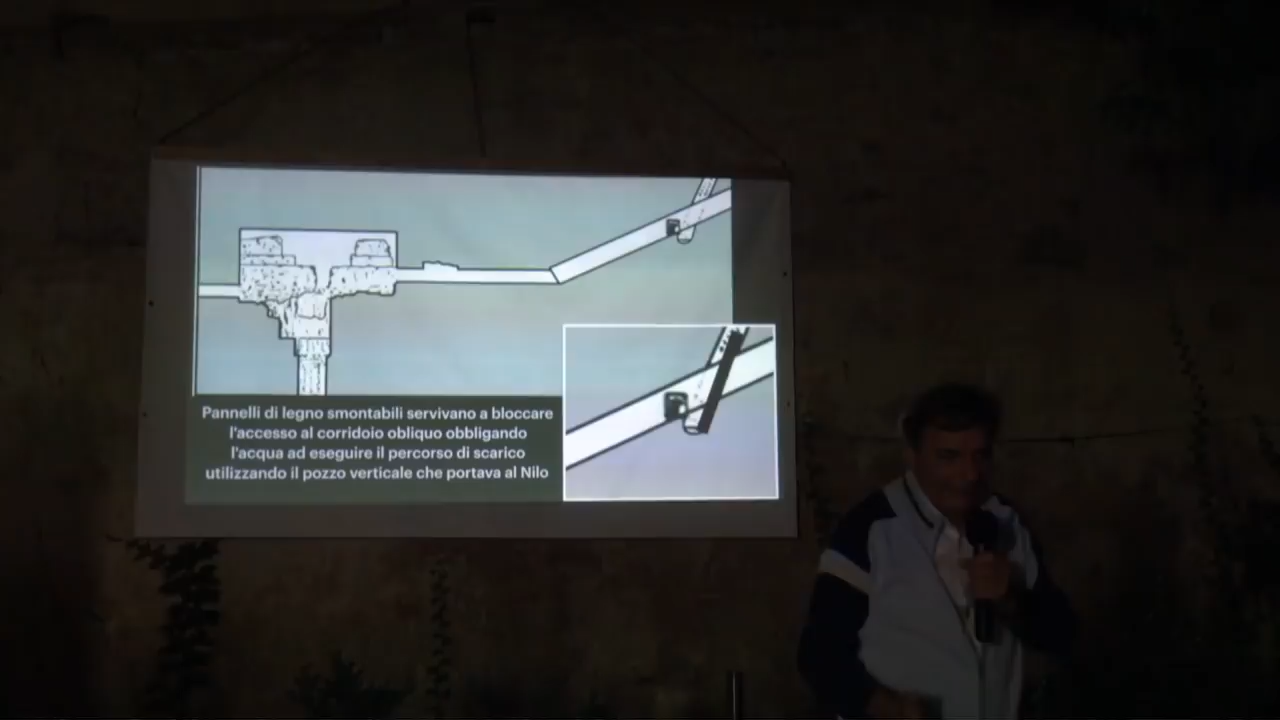 Pannelli di legno smontabili servivano a bloccare
l'accesso al corridoio obliquo obbligando
l'acqua ad eseguire il percorso di scarico
utilizzando il pozzo verticale che portava al Nilo